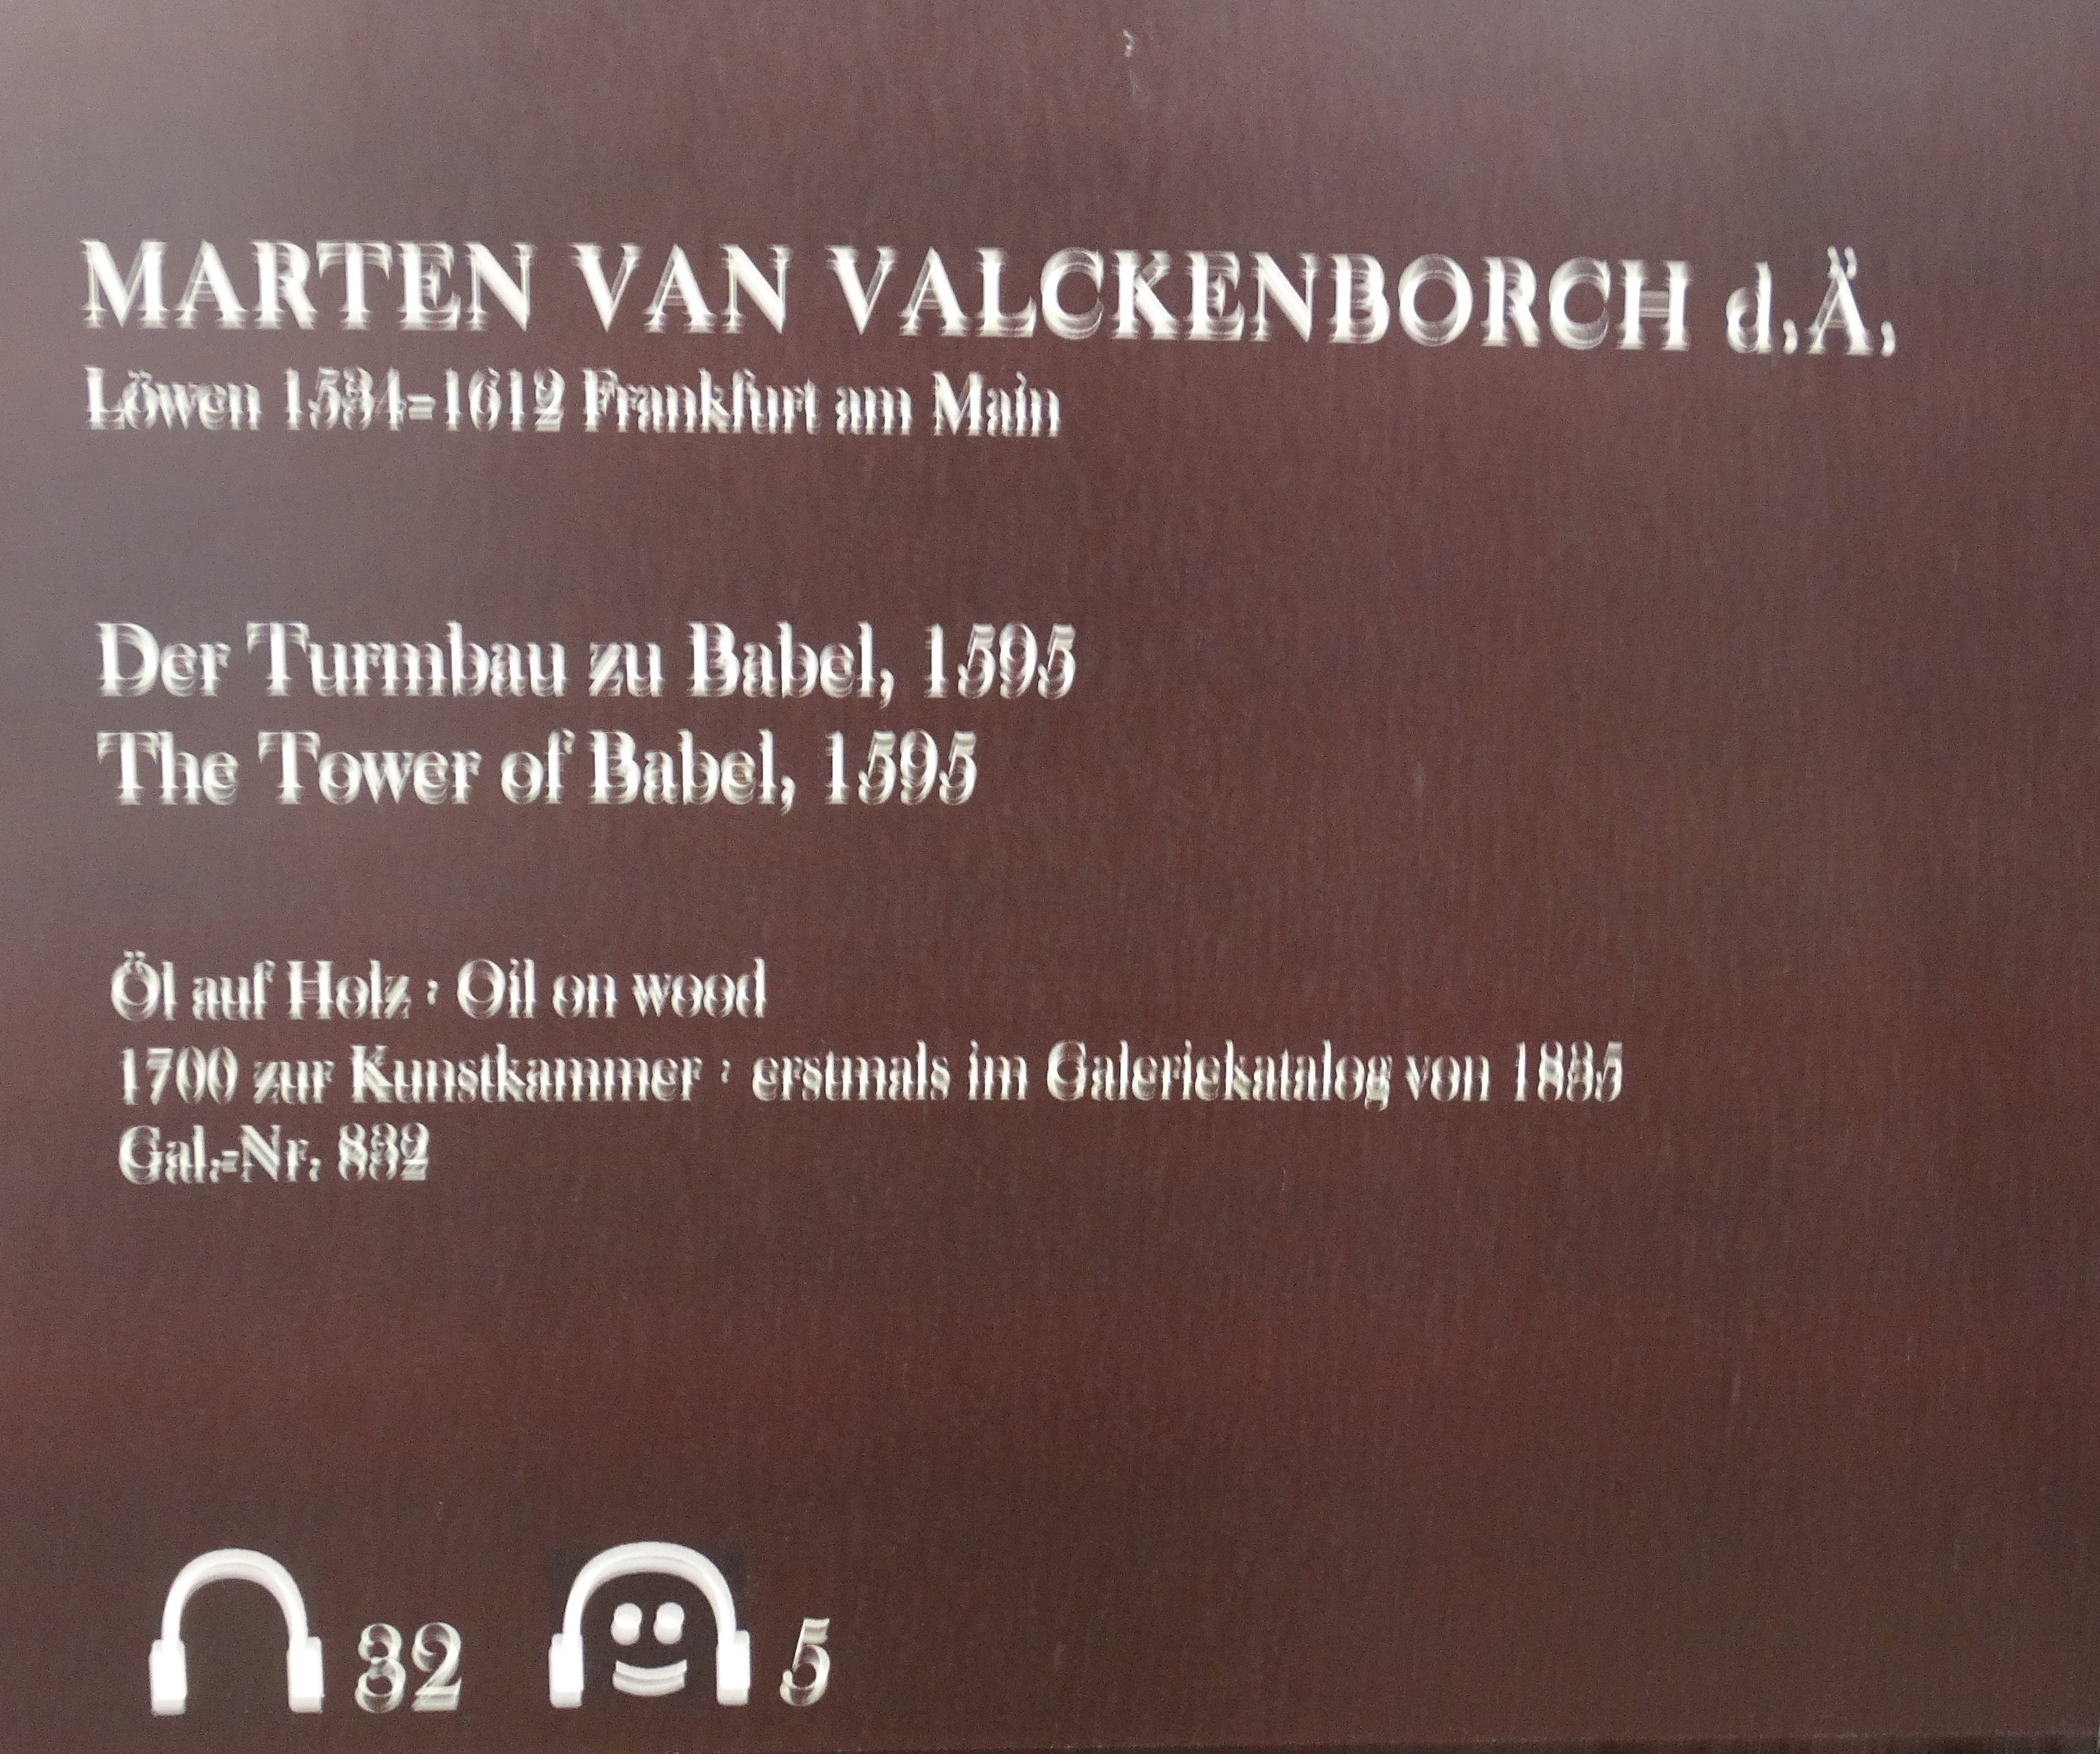 MARTEN VAN VALCKENBORCH d.Ä.
Löwen 1534–1612 Frankfurt am Main
Der Turmbau zu Babel, 1595
The Tower of Babel, 1595
Öl auf Holz · Oil on wood
1700 zur Kunstkammer · erstmals im Galeriekatalog von 1835
Gal.-Nr. 832
32 5